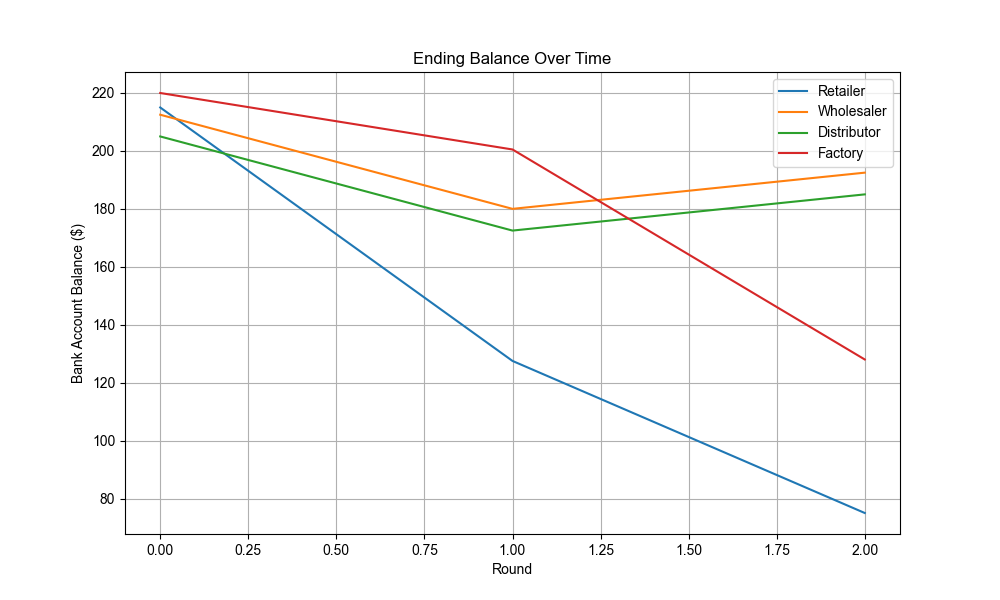 Ending Balance Over Time
Retailer
Wholesaler
Distributor
Factory
Bank Account Balance ($)
220
200
180
160
140
120
100
80
0.00 0.25 0.50 0.75 1.00 1.25 1.50 1.75 2.00
Round